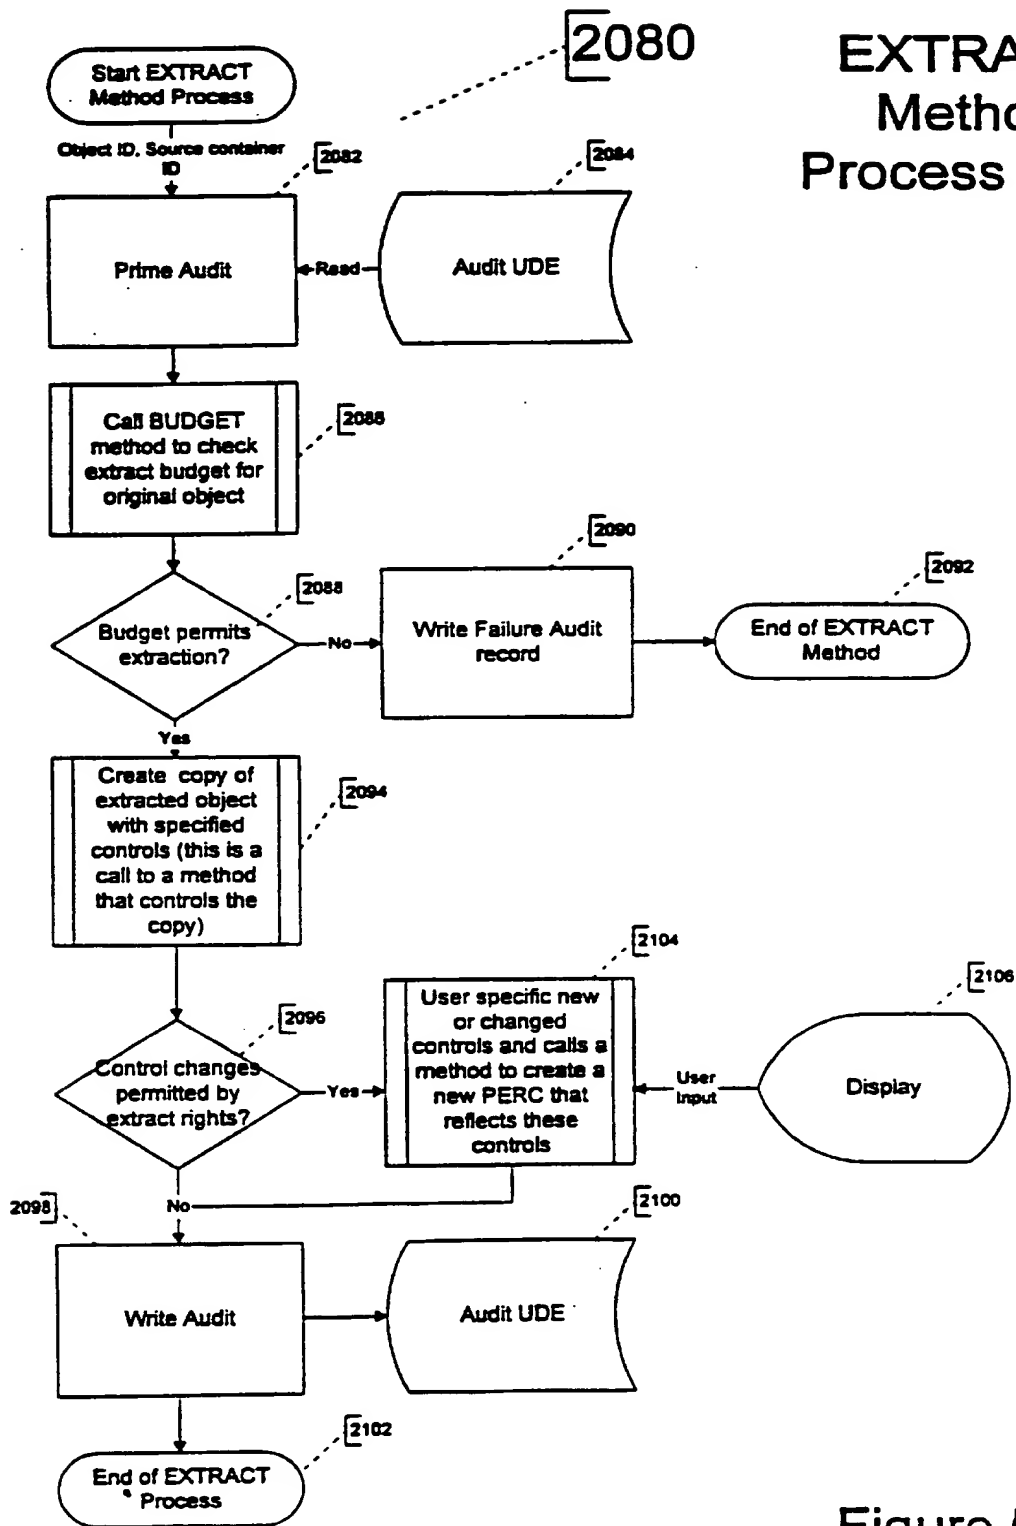 2080
EXTRA
Metho
Process
Start EXTRACT
Method Process
Object ID, Source container
ID
2082
2084
Prime Audit
Read
Audit UDE
Call BUDGET
method to check
extract budget for
original object
2086
2090
2092
2088
Budget permits
extraction?
No
Write Failure Audit
record
End of EXTRACT
Method
Yes
Create copy of
extracted object
with specified
controls (this is a
call to a method
that controls the
copy)
2094
2104
2106
2096
Control changes
permitted by
extract rights?
Yes
User specific new
or changed
controls and calls a
method to create a
new PERC that
reflects these
controls
User
Input
Display
No
2098
2100
Write Audit
Audit UDE
2102
End of EXTRACT
Process
Figure